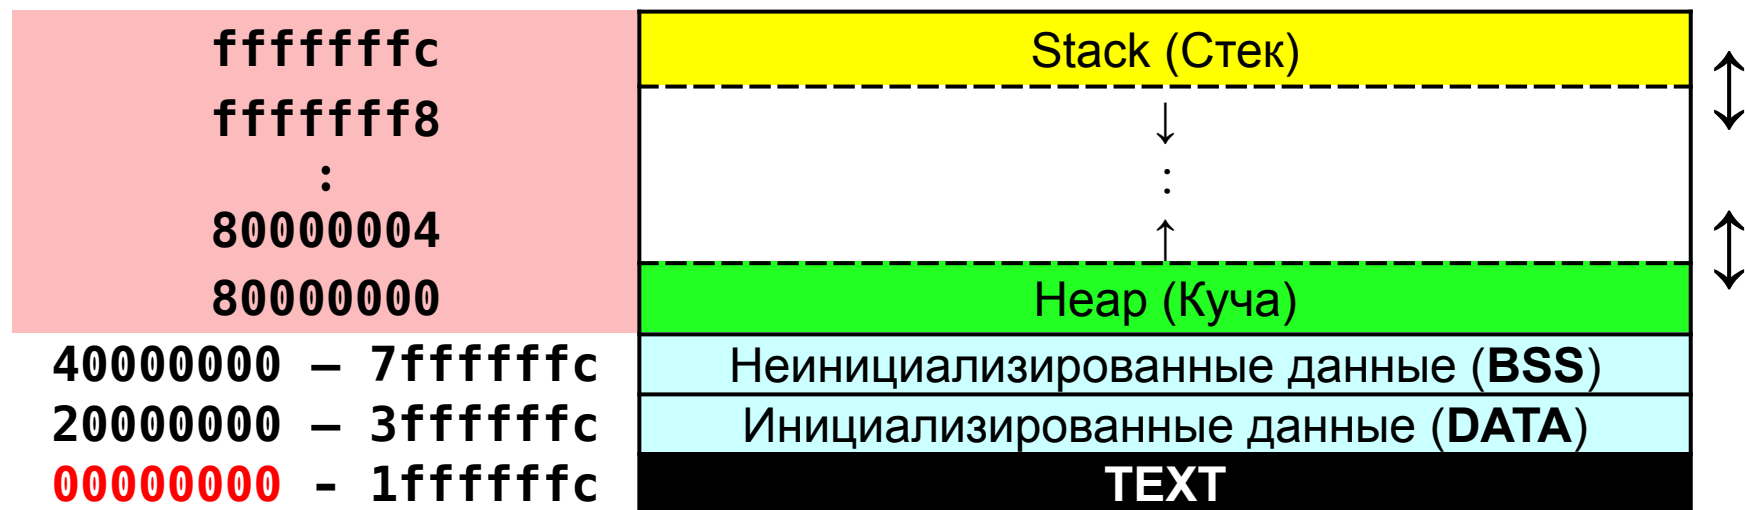 fffffffc Stack (Стек)
fffffff8 ↓
: :
80000004 ↑
80000000 Heap (Куча)
40000000 – 7ffffffc Неинициализированные данные (BSS)
20000000 – 3ffffffc Инициализированные данные (DATA)
00000000 - 1ffffffc TEXT